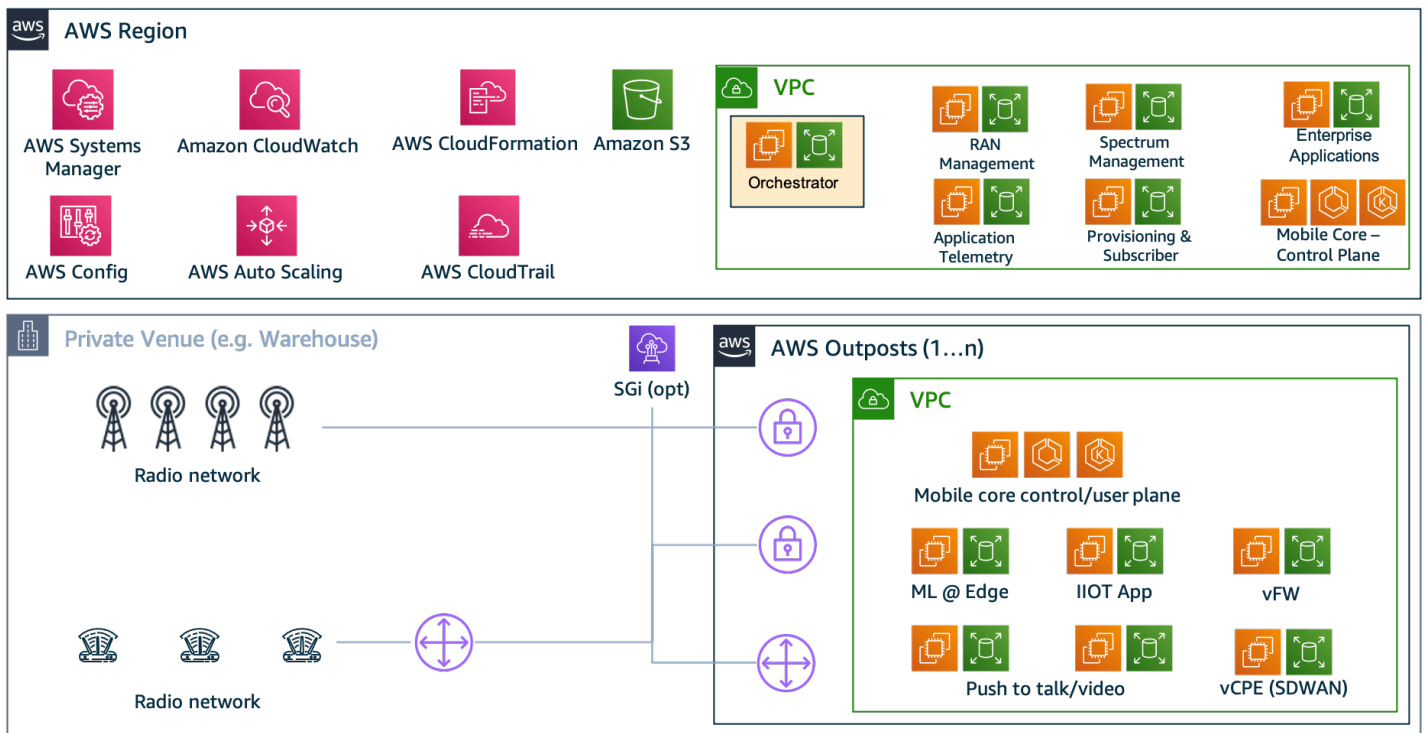 aws
AWS Region
AWS Systems
Manager
Amazon CloudWatch
AWS CloudFormation
Amazon S3
AWS Config
AWS Auto Scaling
AWS CloudTrail
VPC
Orchestrator
RAN
Management
Spectrum
Management
Enterprise
Applications
Application
Telemetry
Provisioning &
Subscriber
K
Mobile Core –
Control Plane
Private Venue (e.g. Warehouse)
Radio network
Radio network
SGi (opt)
aws
AWS Outposts (1...n)
VPC
K
Mobile core control/user plane
ML @ Edge
IIOT App
vFW
Push to talk/video
vCPE (SDWAN)